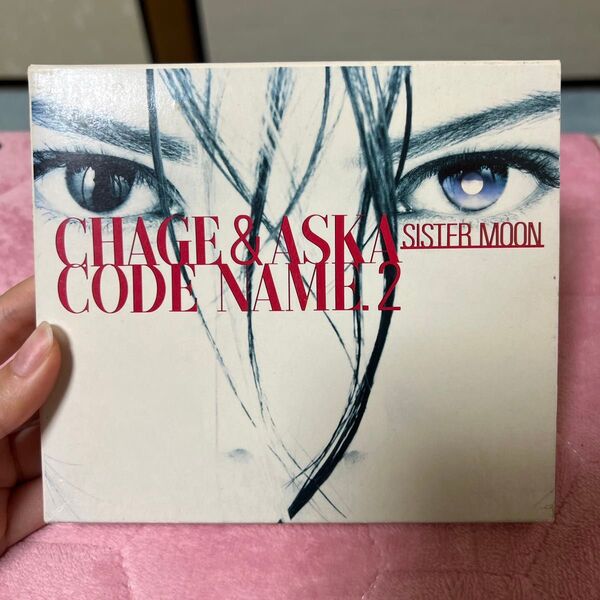 CHAGE & ASKA SISTER MOON
CODE NAME. 2